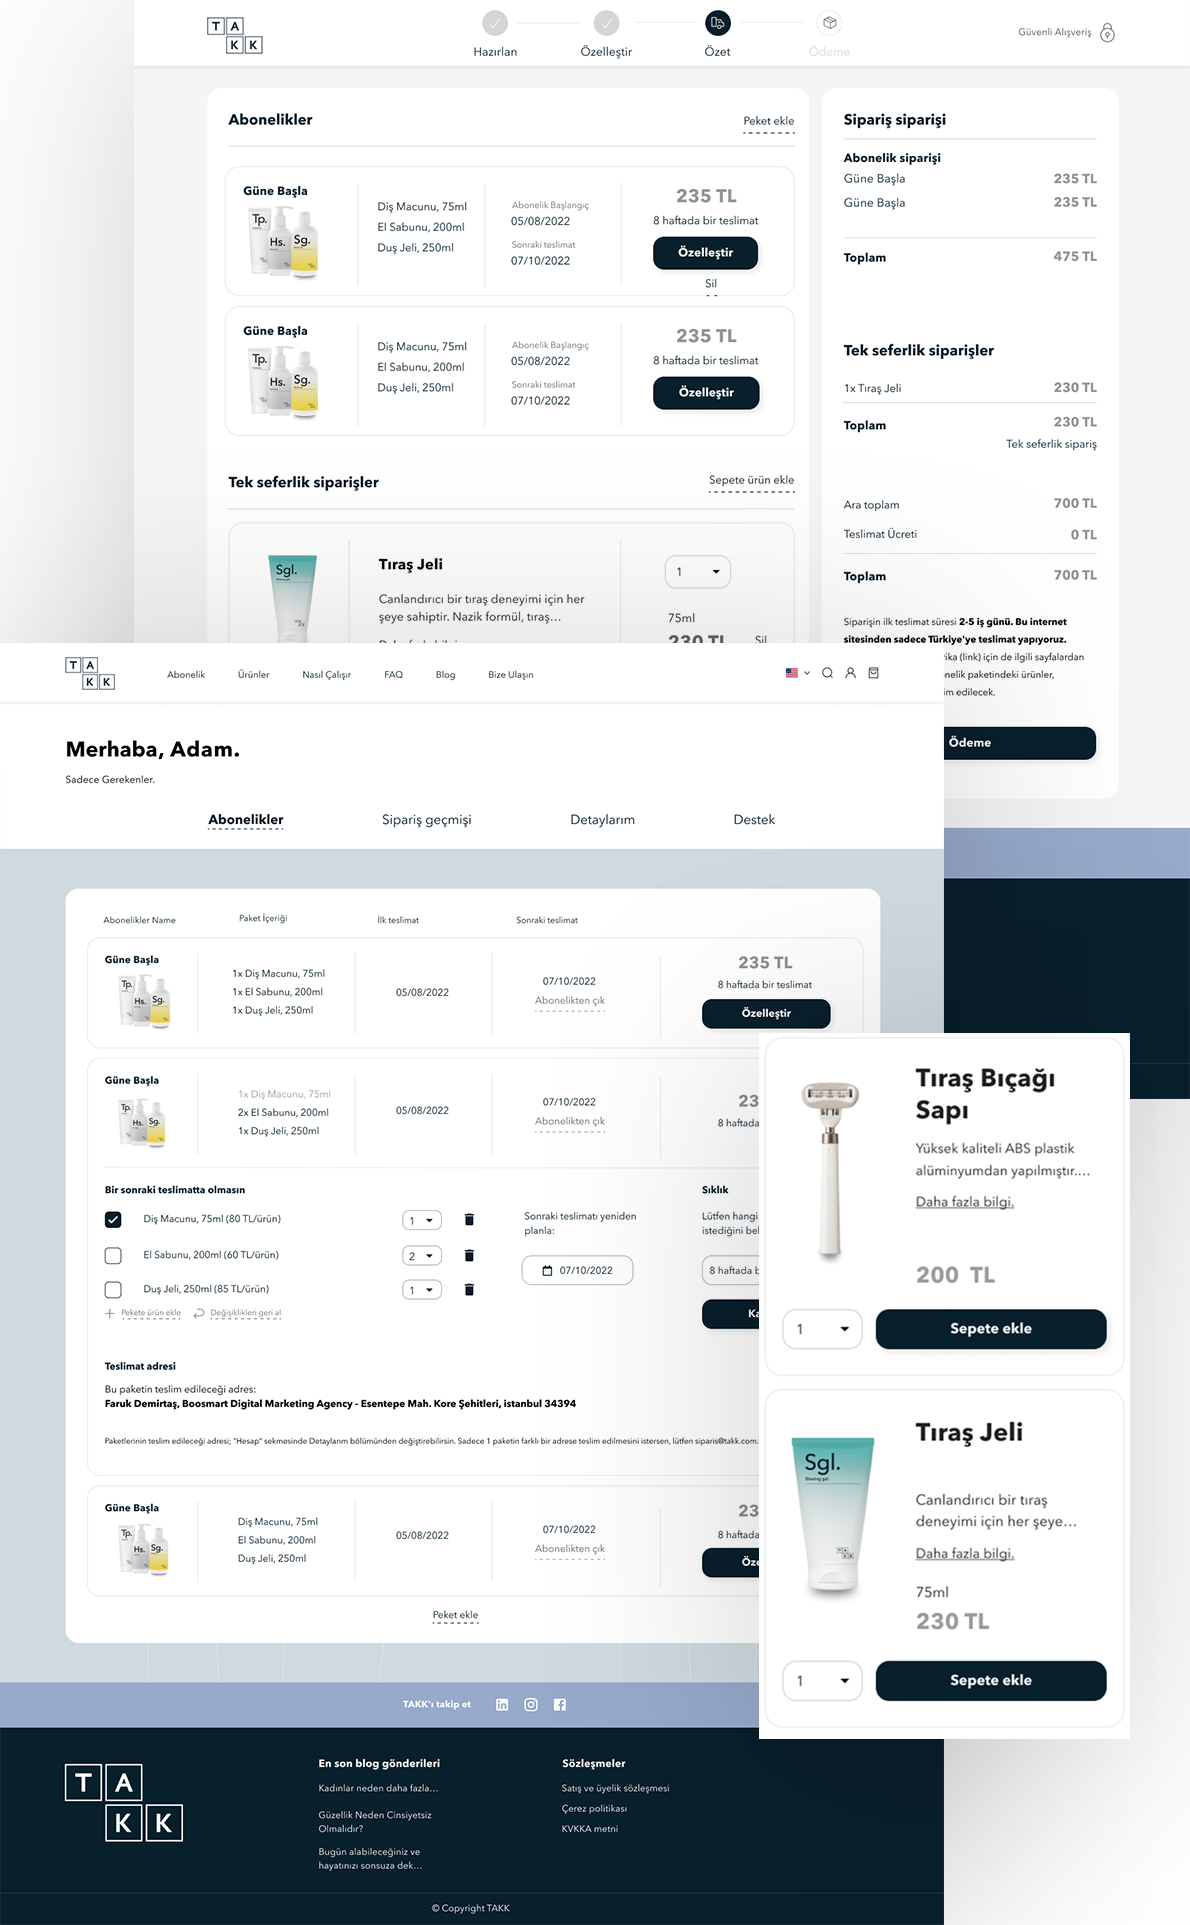 TAKK
Hazırlan
Özelleştir
Özet
Ödeme
Güvenli Alışveriş
Abonelikler
Peket ekle
Güne Başla
Tp.
Hs.
Sg.
Diş Macunu, 75ml
El Sabunu, 200ml
Duş Jeli, 250ml
Abonelik Başlangıç
05/08/2022
Sonraki teslimat
07/10/2022
235 TL
8 haftada bir teslimat
Özelleştir
Sil
Güne Başla
Tp.
Hs.
Sg.
Diş Macunu, 75ml
El Sabunu, 200ml
Duş Jeli, 250ml
Abonelik Başlangıç
05/08/2022
Sonraki teslimat
07/10/2022
235 TL
8 haftada bir teslimat
Özelleştir
Tek seferlik siparişler
Sepete ürün ekle
Sgl.
Tıraş Jeli
Canlandırıcı bir tıraş deneyimi için her
şeye sahiptir. Nazik formül, tıraş...
1
75ml
230 TL
Sil
Sipariş siparişi
Abonelik siparişi
Güne Başla 235 TL
Güne Başla 235 TL
Toplam 475 TL
Tek seferlik siparişler
1x Tıraş Jeli 230 TL
Toplam 230 TL
Tek seferlik sipariş
Ara toplam 700 TL
Teslimat Ücreti 0 TL
Toplam 700 TL
Siparişin ilk teslimat süresi 2-5 iş günü. Bu internet
sitesinden sadece Türkiye'ye teslimat yapıyoruz.
(link) için de ilgili sayfalardan
paketindeki ürünler,
edilecek.
Ödeme
TAKK
Abonelik
Ürünler
Nasıl Çalışır
FAQ
Blog
Bize Ulaşın
Merhaba, Adam.
Sadece Gerekenler.
Abonelikler
Sipariş geçmişi
Detaylarım
Destek
Abonelikler Name
Paket İçeriği
İlk teslimat
Sonraki teslimat
Güne Başla
Tp.
Hs.
Sg.
1x Diş Macunu, 75ml
1x El Sabunu, 200ml
1x Duş Jeli, 250ml
05/08/2022
07/10/2022
Abonelikten çık
235 TL
8 haftada bir teslimat
Özelleştir
Güne Başla
Tp.
Hs.
Sg.
1x Diş Macunu, 75ml
2x El Sabunu, 200ml
1x Duş Jeli, 250ml
05/08/2022
07/10/2022
Abonelikten çık
23
8 haftada
Bir sonraki teslimatta olmasın
Diş Macunu, 75ml (80 TL/ürün) 1
El Sabunu, 200ml (60 TL/ürün) 2
Duş Jeli, 250ml (85 TL/ürün) 1
Pekete ürün ekle
Değişiklikleri geri al
Sonraki teslimatı yeniden
planla:
07/10/2022
Sıklık
Lütfen hangi
istediğini bel
8 haftada b
Ka
Teslimat adresi
Bu paketin teslim edileceği adres:
Faruk Demirtaş, Boosmart Digital Marketing Agency - Esentepe Mah. Kore Şehitleri, istanbul 34394
Paketlerinin teslim edileceği adresi; "Hesap" sekmesinde Detaylarım bölümünden değiştirebilirsin. Sadece 1 paketin farklı bir adrese teslim edilmesini istersen, lütfen siparis@takk.com.
Güne Başla
Tp.
Hs.
Sg.
Diş Macunu, 75ml
El Sabunu, 200ml
Duş Jeli, 250ml
05/08/2022
07/10/2022
Abonelikten çık
23
8 haftada
Öze
Peket ekle
Tıraş Bıçağı
Sapı
Yüksek kaliteli ABS plastik
alüminyumdan yapılmıştır....
Daha fazla bilgi.
200 TL
1
Sepete ekle
Sgl.
Shaving gel.
TAKK
Tıraş Jeli
Canlandırıcı bir tıraş
deneyimi için her şeye...
Daha fazla bilgi.
75ml
230 TL
1
Sepete ekle
TAKK'ı takip et
TAKK
En son blog gönderileri
Kadınlar neden daha fazla...
Güzellik Neden Cinsiyetsiz
Olmalıdır?
Bugün alabileceğiniz ve
hayatınızı sonsuza dek...
Sözleşmeler
Satış ve üyelik sözleşmesi
Çerez politikası
KVKKA metni
© Copyright TAKK